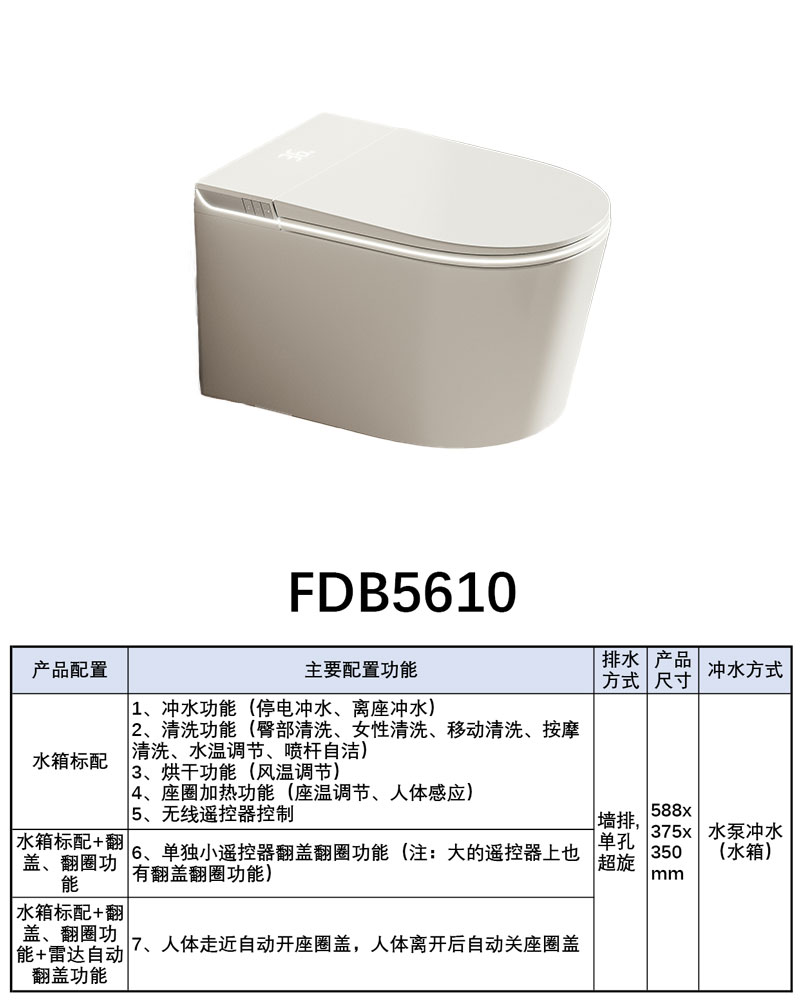 FDB5610
产品配置
主要配置功能
排水
方式
产品
尺寸
冲水方式
水箱标配
1、冲水功能（停电冲水、离座冲水）
2、清洗功能（臀部清洗、女性清洗、移动清洗、按摩
清洗、水温调节、喷杆自洁）
3、烘干功能（风温调节）
4、座圈加热功能（座温调节、人体感应）
5、无线遥控器控制
墙排,
单孔
超旋
588x
375x
350
mm
水泵冲水
（水箱）
水箱标配+翻
盖、翻圈功
能
6、单独小遥控器翻盖翻圈功能（注：大的遥控器上也
有翻盖翻圈功能）
水箱标配+翻
盖、翻圈功
能+雷达自动
翻盖功能
7、人体走近自动开座圈盖，人体离开后自动关座圈盖